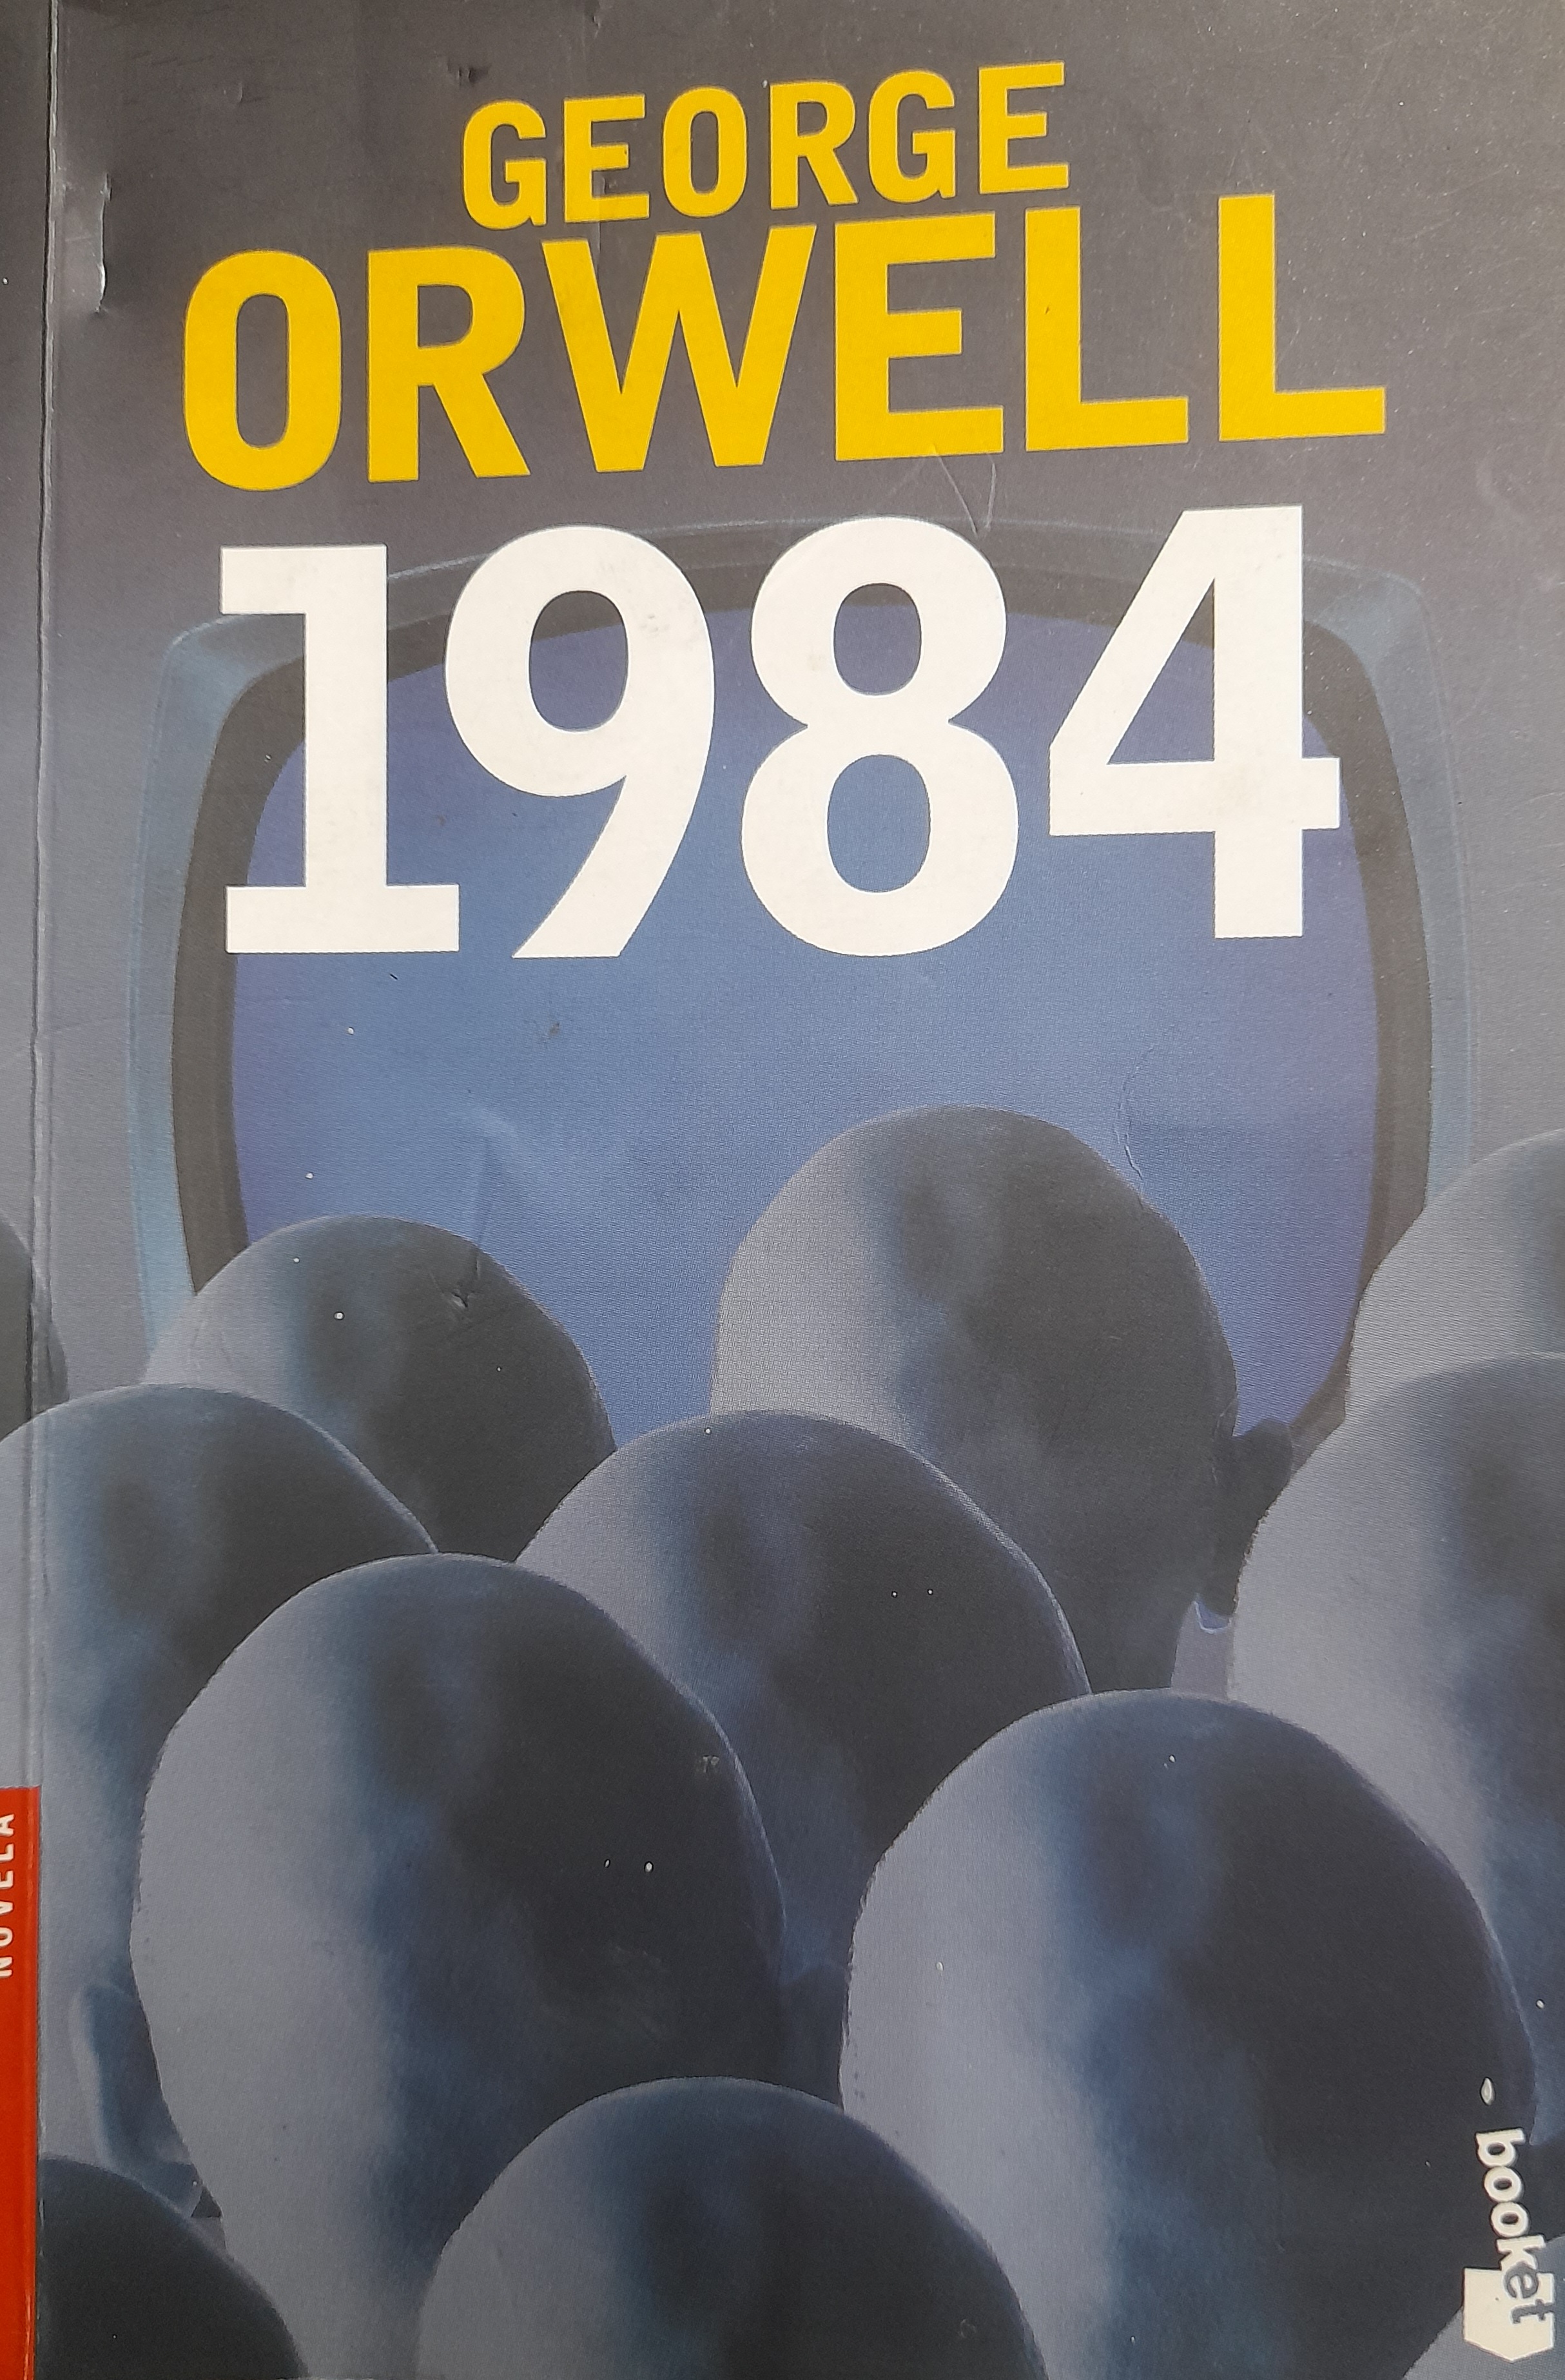 GEORGE
ORWELL
1984
NOVELA
booket